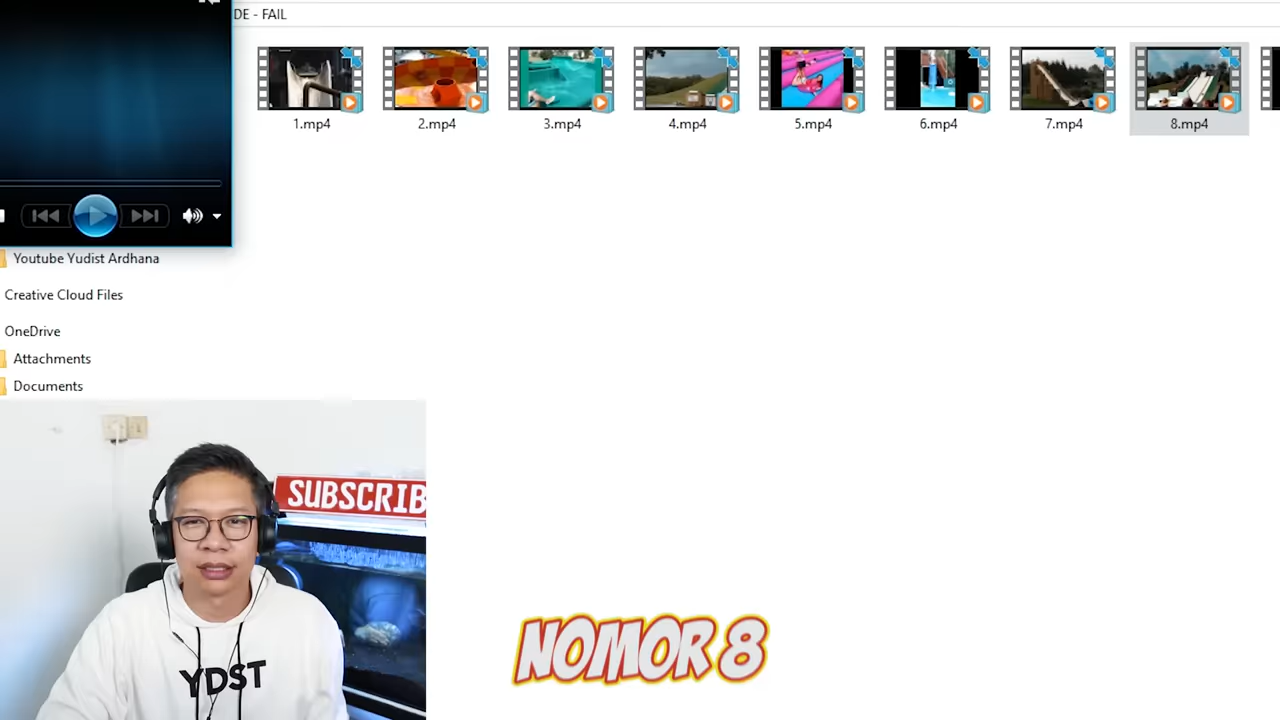 DE - FAIL
1.mp4
2.mp4
3.mp4
4.mp4
5.mp4
6.mp4
7.mp4
8.mp4
Youtube Yudist Ardhana
Creative Cloud Files
OneDrive
Attachments
Documents
SUBSCRIB
YDST
NOMOR 8